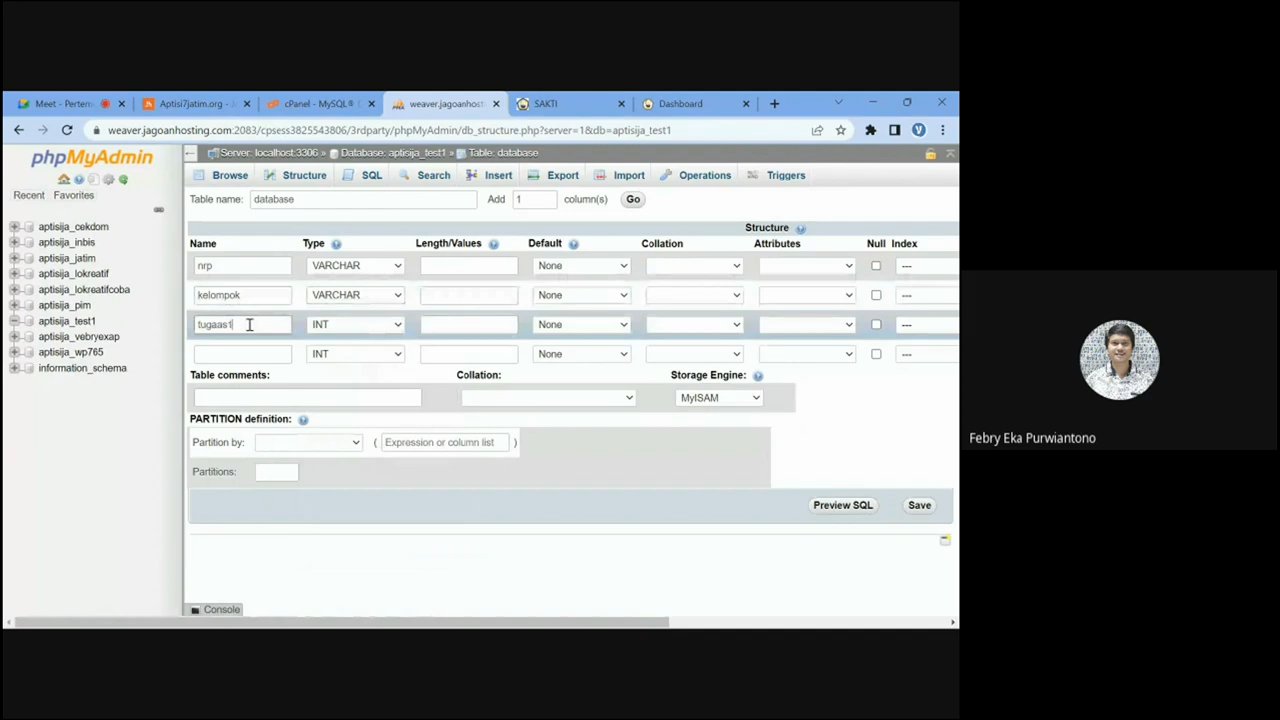 Meet - Pertem
Aptisi7jatim.org -
cPanel - MySQL®
weaver.jagoanhosti
SAKTI
Dashboard
weaver.jagoanhosting.com:2083/cpsess3825543806/3rdparty/phpMyAdmin/db_structure.php?server=1&db=aptisija_test1
phpMyAdmin
Recent Favorites
aptisija_cekdom
aptisija_inbis
aptisija_jatim
aptisija_lokreatif
aptisija_lokreatifcoba
aptisija_pim
aptisija_test1
aptisija_vebryexap
aptisija_wp765
information_schema
Server: localhost:3306 » Database: aptisija_test1 » Table: database
Browse Structure SQL Search Insert Export Import Operations Triggers
Table name: database Add 1 column(s) Go
Structure
Name Type Length/Values Default Collation Attributes Null Index
nrp VARCHAR None ---
kelompok VARCHAR None ---
tugaas1 INT None ---
INT None ---
Table comments: Collation: Storage Engine:
MyISAM
PARTITION definition:
Partition by: ( Expression or column list )
Partitions:
Preview SQL Save
Console
Febry Eka Purwiantono